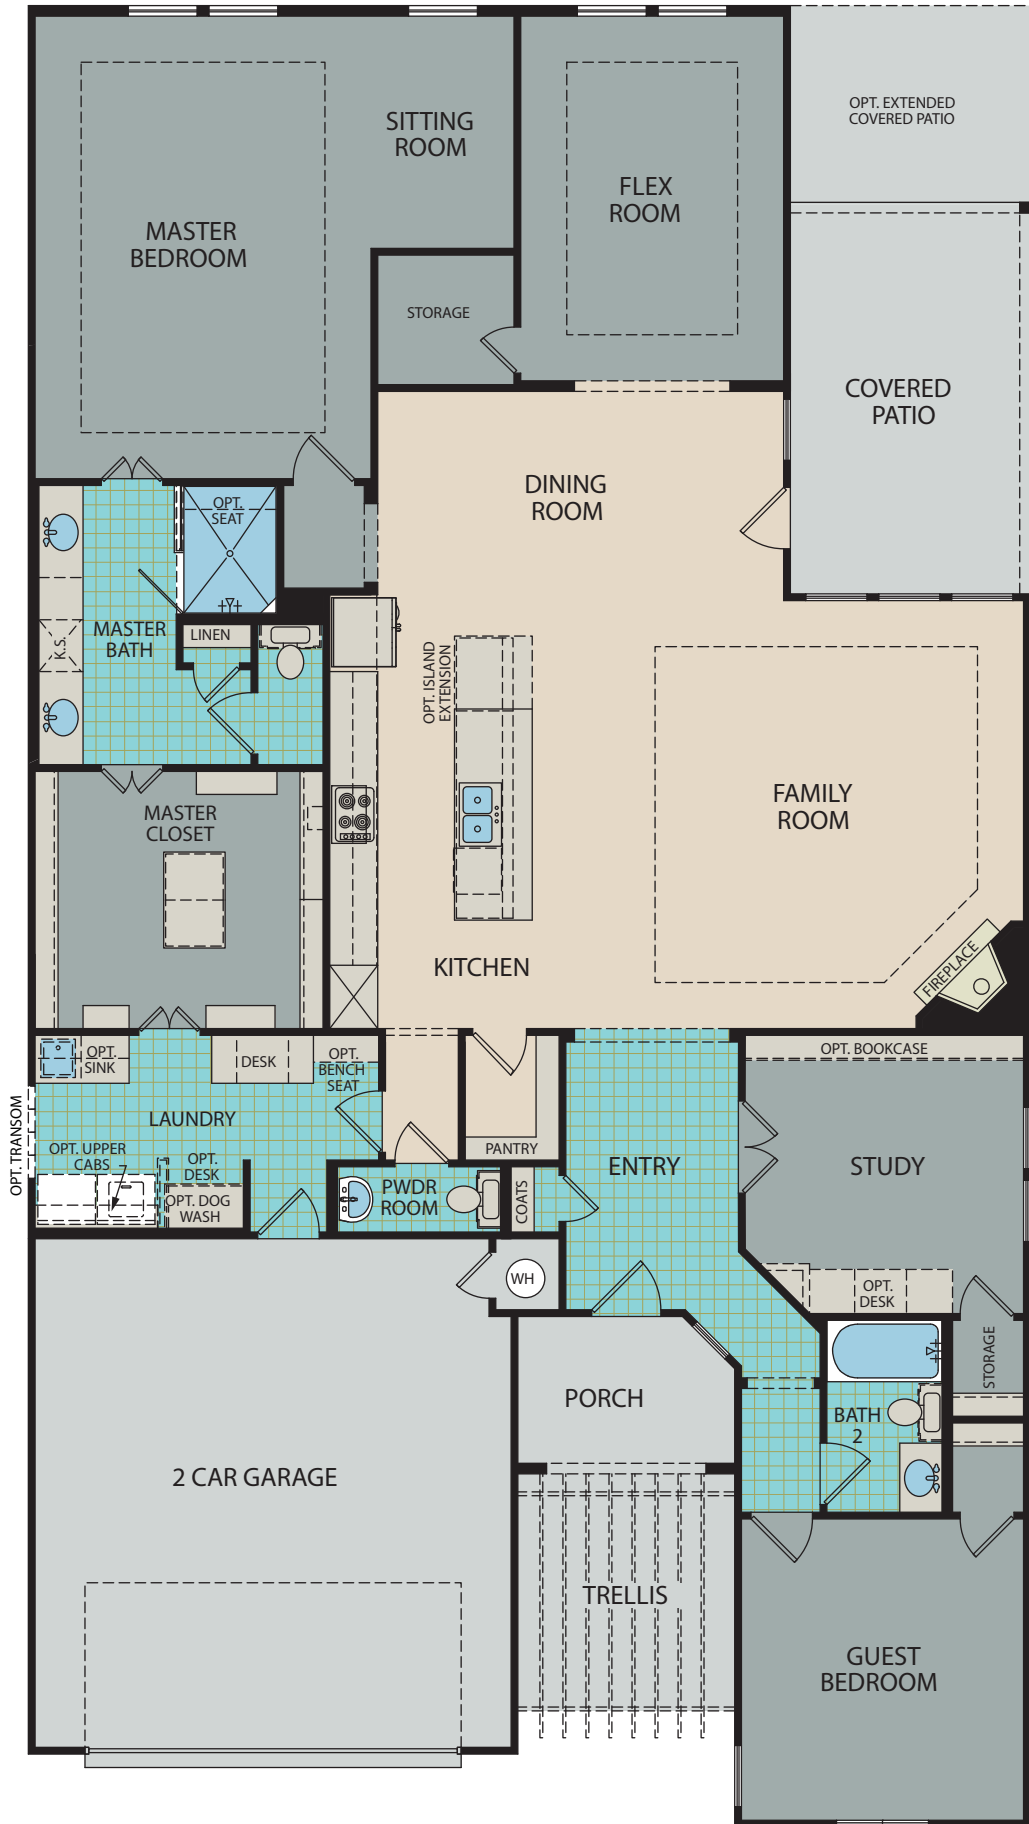 OPT. EXTENDED
COVERED PATIO
SITTING
ROOM
FLEX
ROOM
MASTER
BEDROOM
STORAGE
COVERED
PATIO
DINING
ROOM
OPT.
SEAT
MASTER
BATH
LINEN
K.S.
OPT. ISLAND
EXTENSION
MASTER
CLOSET
FAMILY
ROOM
KITCHEN
FIREPLACE
OPT.
SINK
DESK
OPT.
BENCH
SEAT
OPT. BOOKCASE
LAUNDRY
OPT. TRANSOM
OPT. UPPER
CABS
OPT.
DESK
OPT. DOG
WASH
PANTRY
PWDR
ROOM
COATS
ENTRY
STUDY
WH
OPT.
DESK
STORAGE
PORCH
BATH
2
2 CAR GARAGE
TRELLIS
GUEST
BEDROOM